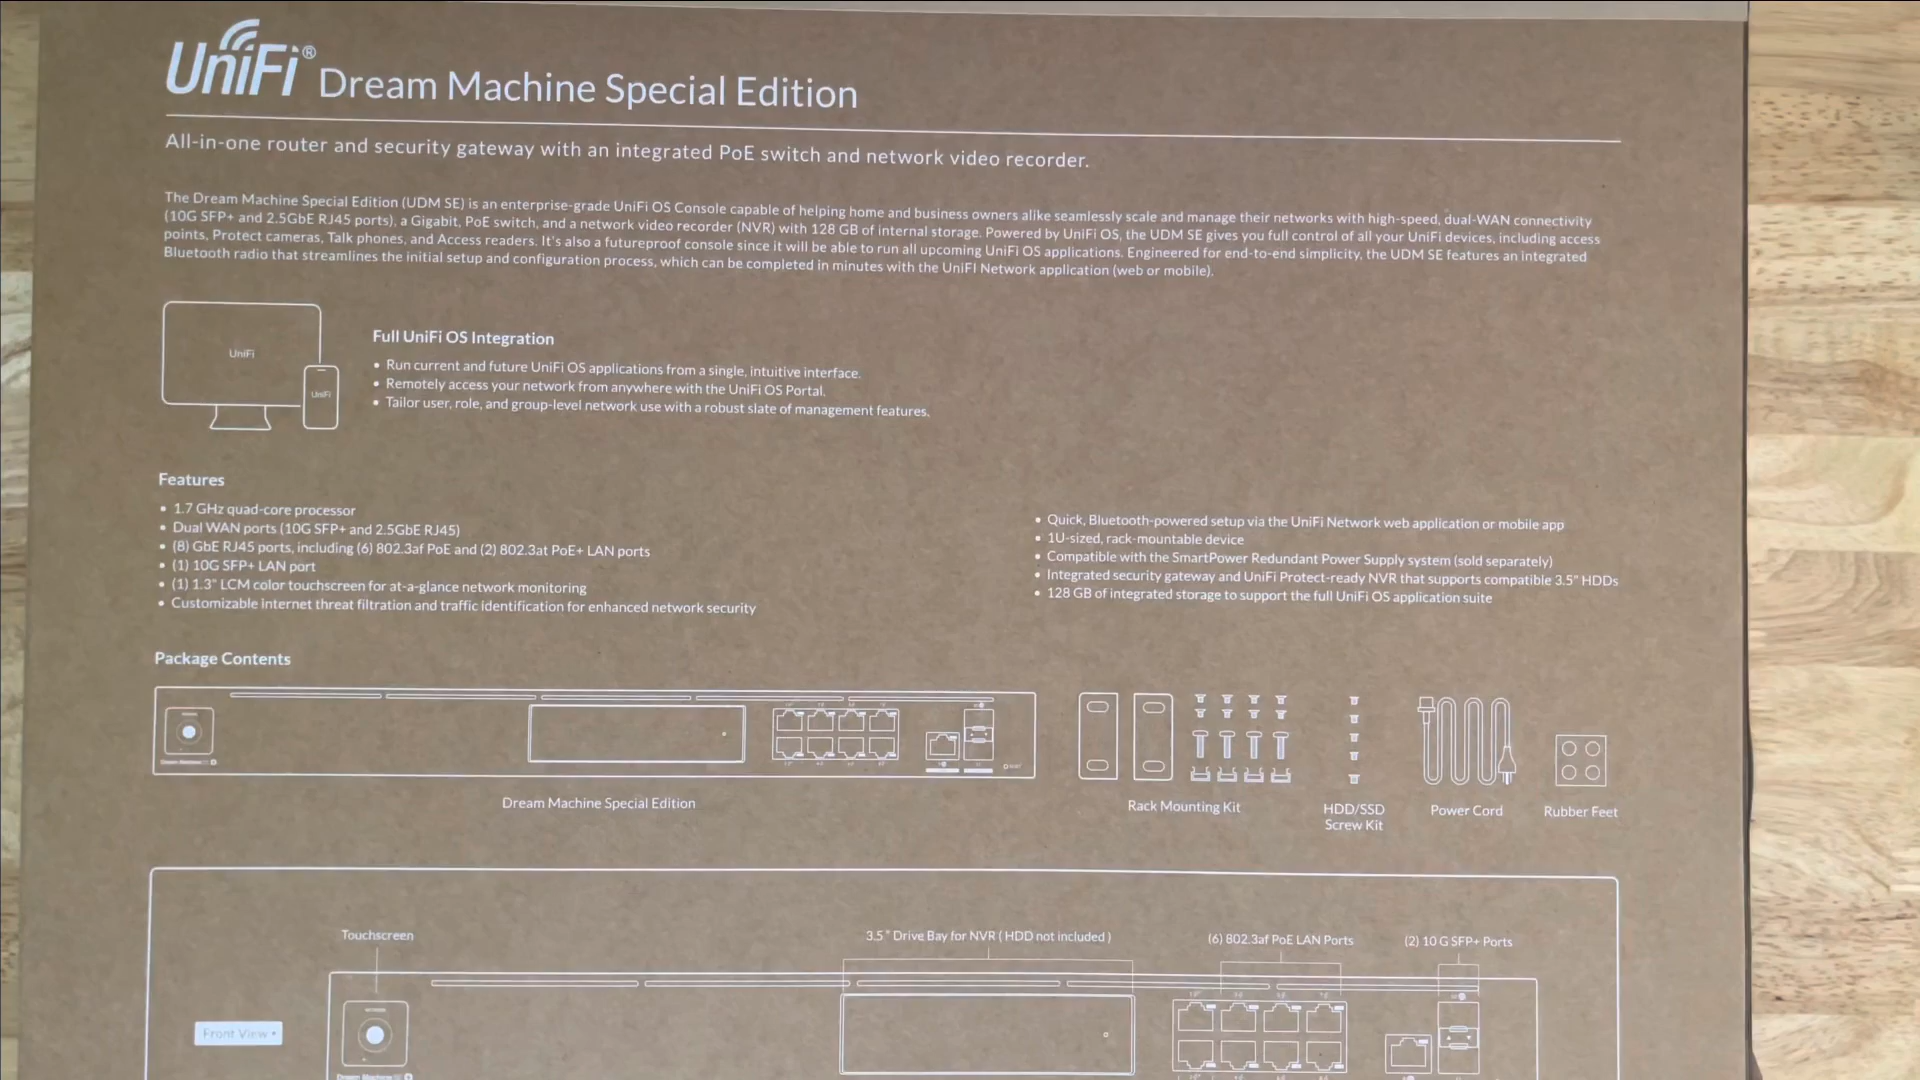 UniFi® Dream Machine Special Edition
All-in-one router and security gateway with an integrated PoE switch and network video recorder.
The Dream Machine Special Edition (UDM SE) is an enterprise-grade UniFi OS Console capable of helping home and business owners alike seamlessly scale and manage their networks with high-speed, dual-WAN connectivity
(10G SFP+ and 2.5GbE RJ45 ports), a Gigabit, PoE switch, and a network video recorder (NVR) with 128 GB of internal storage. Powered by UniFi OS, the UDM SE gives you full control of all your UniFi devices, including access
points, Protect cameras, Talk phones, and Access readers. It's also a futureproof console since it will be able to run all upcoming UniFi OS applications. Engineered for end-to-end simplicity, the UDM SE features an integrated
Bluetooth radio that streamlines the initial setup and configuration process, which can be completed in minutes with the UniFI Network application (web or mobile).
UniFi
UniFi
Full UniFi OS Integration
• Run current and future UniFi OS applications from a single, intuitive interface.
• Remotely access your network from anywhere with the UniFi OS Portal.
• Tailor user, role, and group-level network use with a robust slate of management features.
Features
• 1.7 GHz quad-core processor
• Dual WAN ports (10G SFP+ and 2.5GbE RJ45)
• (8) GbE RJ45 ports, including (6) 802.3af PoE and (2) 802.3at PoE+ LAN ports
• (1) 10G SFP+ LAN port
• (1) 1.3" LCM color touchscreen for at-a-glance network monitoring
• Customizable internet threat filtration and traffic identification for enhanced network security
• Quick, Bluetooth-powered setup via the UniFi Network web application or mobile app
• 1U-sized, rack-mountable device
• Compatible with the SmartPower Redundant Power Supply system (sold separately)
• Integrated security gateway and UniFi Protect-ready NVR that supports compatible 3.5" HDDs
• 128 GB of integrated storage to support the full UniFi OS application suite
Package Contents
Dream Machine Special Edition
Rack Mounting Kit
HDD/SSD
Screw Kit
Power Cord
Rubber Feet
Touchscreen
3.5" Drive Bay for NVR ( HDD not included )
(6) 802.3af PoE LAN Ports
(2) 10 G SFP+ Ports
Front View •
Dream Machine